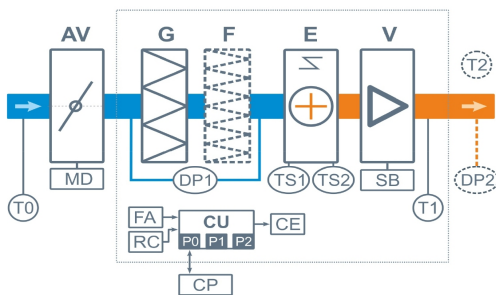 AV G F E V
T2
MD DP1 TS1 TS2 SB DP2
T0 T1
FA CU CE
RC P0 P1 P2
CP